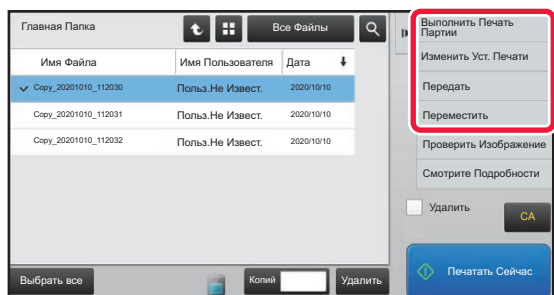 Главная Папка
Все Файлы
Имя Файла Имя Пользователя Дата
Copy_20201010_112030 Польз.Не Извест. 2020/10/10
Copy_20201010_112031 Польз.Не Извест. 2020/10/10
Copy_20201010_112032 Польз.Не Извест. 2020/10/10
Выбрать все
Копий
Удалить
Выполнить Печать
Партии
Изменить Уст. Печати
Передать
Переместить
Проверить Изображение
Смотрите Подробности
Удалить
CA
Печатать Сейчас